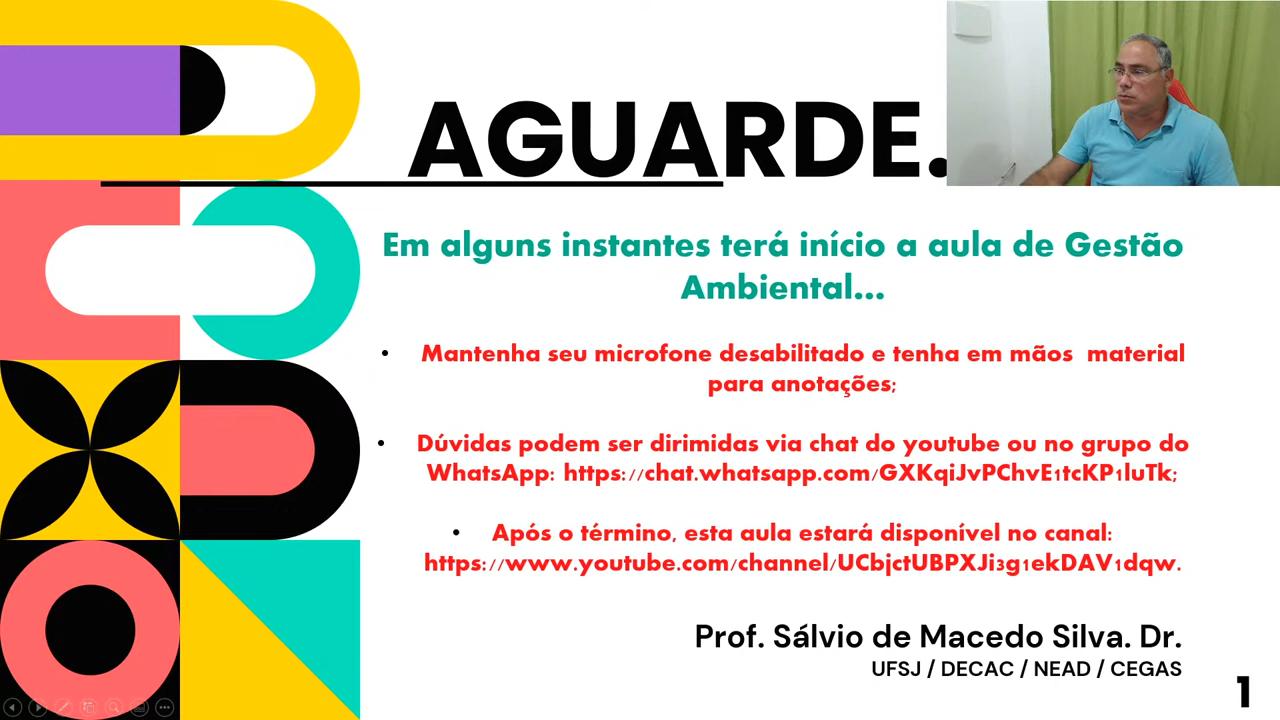 AGUARDE.
Em alguns instantes terá início a aula de Gestão
Ambiental...
• Mantenha seu microfone desabilitado e tenha em mãos material
para anotações;
• Dúvidas podem ser dirimidas via chat do youtube ou no grupo do
WhatsApp: https://chat.whatsapp.com/GXKqiJvPChvE1tcKP1luTk;
• Após o término, esta aula estará disponível no canal:
https://www.youtube.com/channel/UCbjctUBPXJi3g1ekDAV1dqw.
Prof. Sálvio de Macedo Silva. Dr.
UFSJ / DECAC / NEAD / CEGAS
1